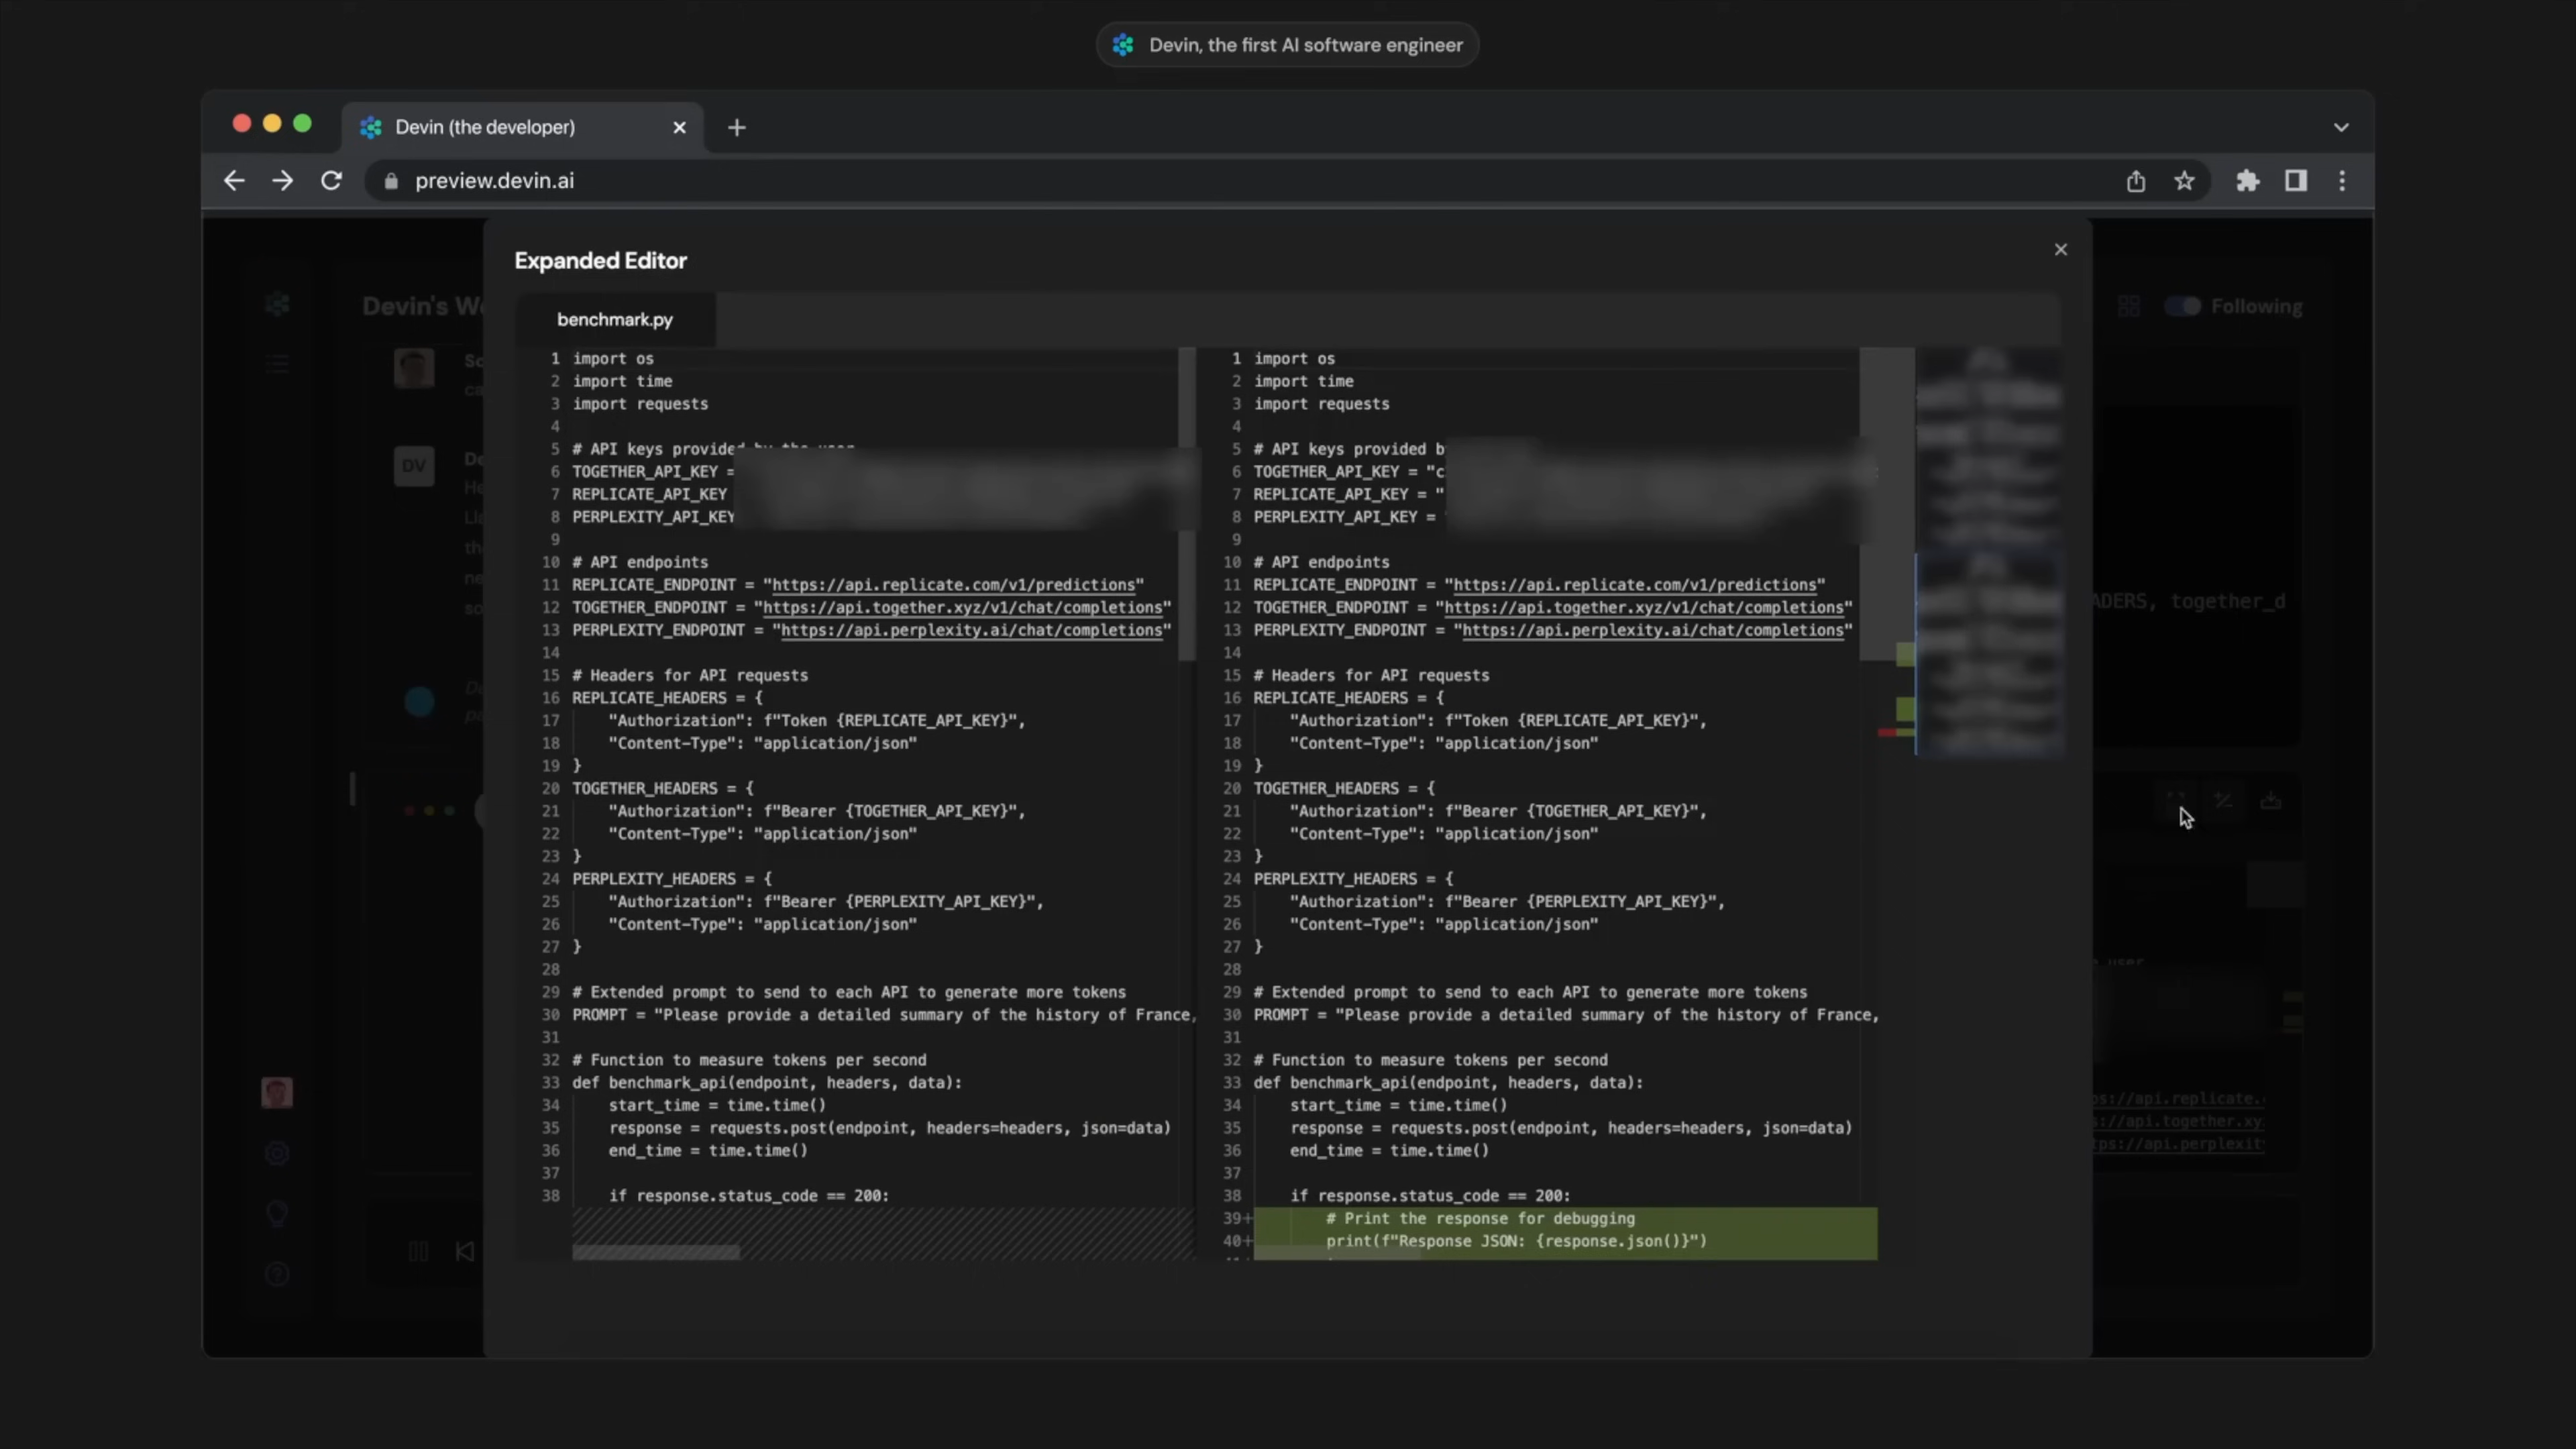 Devin, the first AI software engineer
Devin (the developer)
preview.devin.ai
Expanded Editor
benchmark.py
Devin's
Following
DV
1 import os
2 import time
3 import requests
4
5 # API keys provided by the user
6 TOGETHER_API_KEY =
7 REPLICATE_API_KEY
8 PERPLEXITY_API_KEY
9
10 # API endpoints
11 REPLICATE_ENDPOINT = "https://api.replicate.com/v1/predictions"
12 TOGETHER_ENDPOINT = "https://api.together.xyz/v1/chat/completions"
13 PERPLEXITY_ENDPOINT = "https://api.perplexity.ai/chat/completions"
14
15 # Headers for API requests
16 REPLICATE_HEADERS = {
17 "Authorization": f"Token {REPLICATE_API_KEY}",
18 "Content-Type": "application/json"
19 }
20 TOGETHER_HEADERS = {
21 "Authorization": f"Bearer {TOGETHER_API_KEY}",
22 "Content-Type": "application/json"
23 }
24 PERPLEXITY_HEADERS = {
25 "Authorization": f"Bearer {PERPLEXITY_API_KEY}",
26 "Content-Type": "application/json"
27 }
28
29 # Extended prompt to send to each API to generate more tokens
30 PROMPT = "Please provide a detailed summary of the history of France,
31
32 # Function to measure tokens per second
33 def benchmark_api(endpoint, headers, data):
34 start_time = time.time()
35 response = requests.post(endpoint, headers=headers, json=data)
36 end_time = time.time()
37
38 if response.status_code == 200:
1 import os
2 import time
3 import requests
4
5 # API keys provided b
6 TOGETHER_API_KEY = "c
7 REPLICATE_API_KEY = "
8 PERPLEXITY_API_KEY =
9
10 # API endpoints
11 REPLICATE_ENDPOINT = "https://api.replicate.com/v1/predictions"
12 TOGETHER_ENDPOINT = "https://api.together.xyz/v1/chat/completions"
13 PERPLEXITY_ENDPOINT = "https://api.perplexity.ai/chat/completions"
14
15 # Headers for API requests
16 REPLICATE_HEADERS = {
17 "Authorization": f"Token {REPLICATE_API_KEY}",
18 "Content-Type": "application/json"
19 }
20 TOGETHER_HEADERS = {
21 "Authorization": f"Bearer {TOGETHER_API_KEY}",
22 "Content-Type": "application/json"
23 }
24 PERPLEXITY_HEADERS = {
25 "Authorization": f"Bearer {PERPLEXITY_API_KEY}",
26 "Content-Type": "application/json"
27 }
28
29 # Extended prompt to send to each API to generate more tokens
30 PROMPT = "Please provide a detailed summary of the history of France,
31
32 # Function to measure tokens per second
33 def benchmark_api(endpoint, headers, data):
34 start_time = time.time()
35 response = requests.post(endpoint, headers=headers, json=data)
36 end_time = time.time()
37
38 if response.status_code == 200:
39+ # Print the response for debugging
40+ print(f"Response JSON: {response.json()}")
ADERS, together_d
user
ps://api.replicate.
s://api.together.xy
tps://api.perplexit